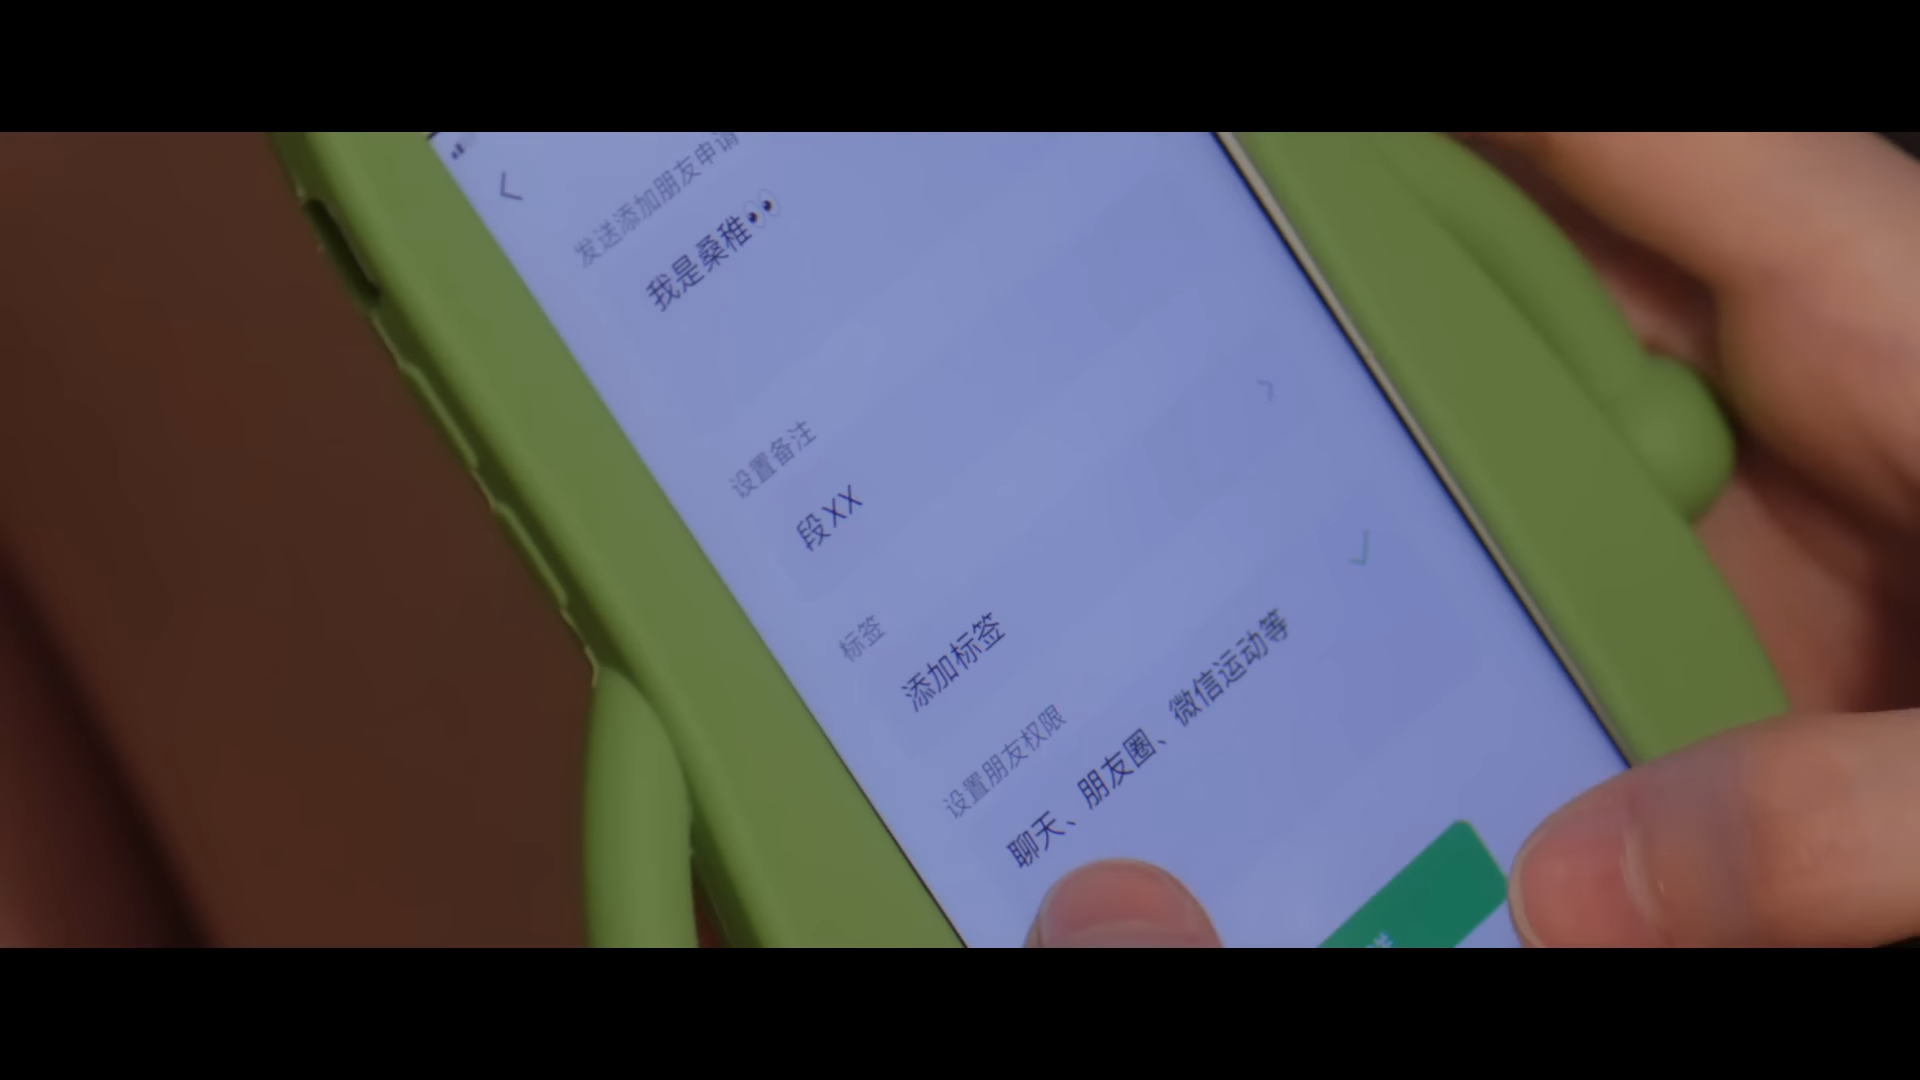 发送添加朋友申请
我是桑稚👀
设置备注
段XX
标签
添加标签
设置朋友权限
聊天、朋友圈、微信运动等